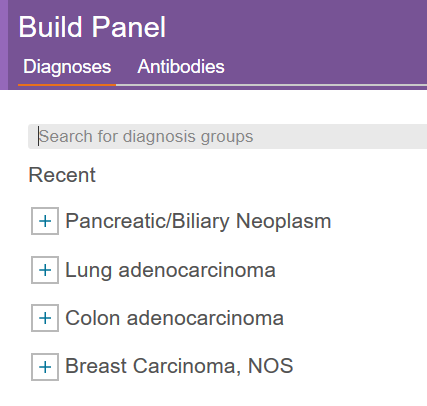 Build Panel
Diagnoses Antibodies
Search for diagnosis groups
Recent
+ Pancreatic/Biliary Neoplasm
+ Lung adenocarcinoma
+ Colon adenocarcinoma
+ Breast Carcinoma, NOS